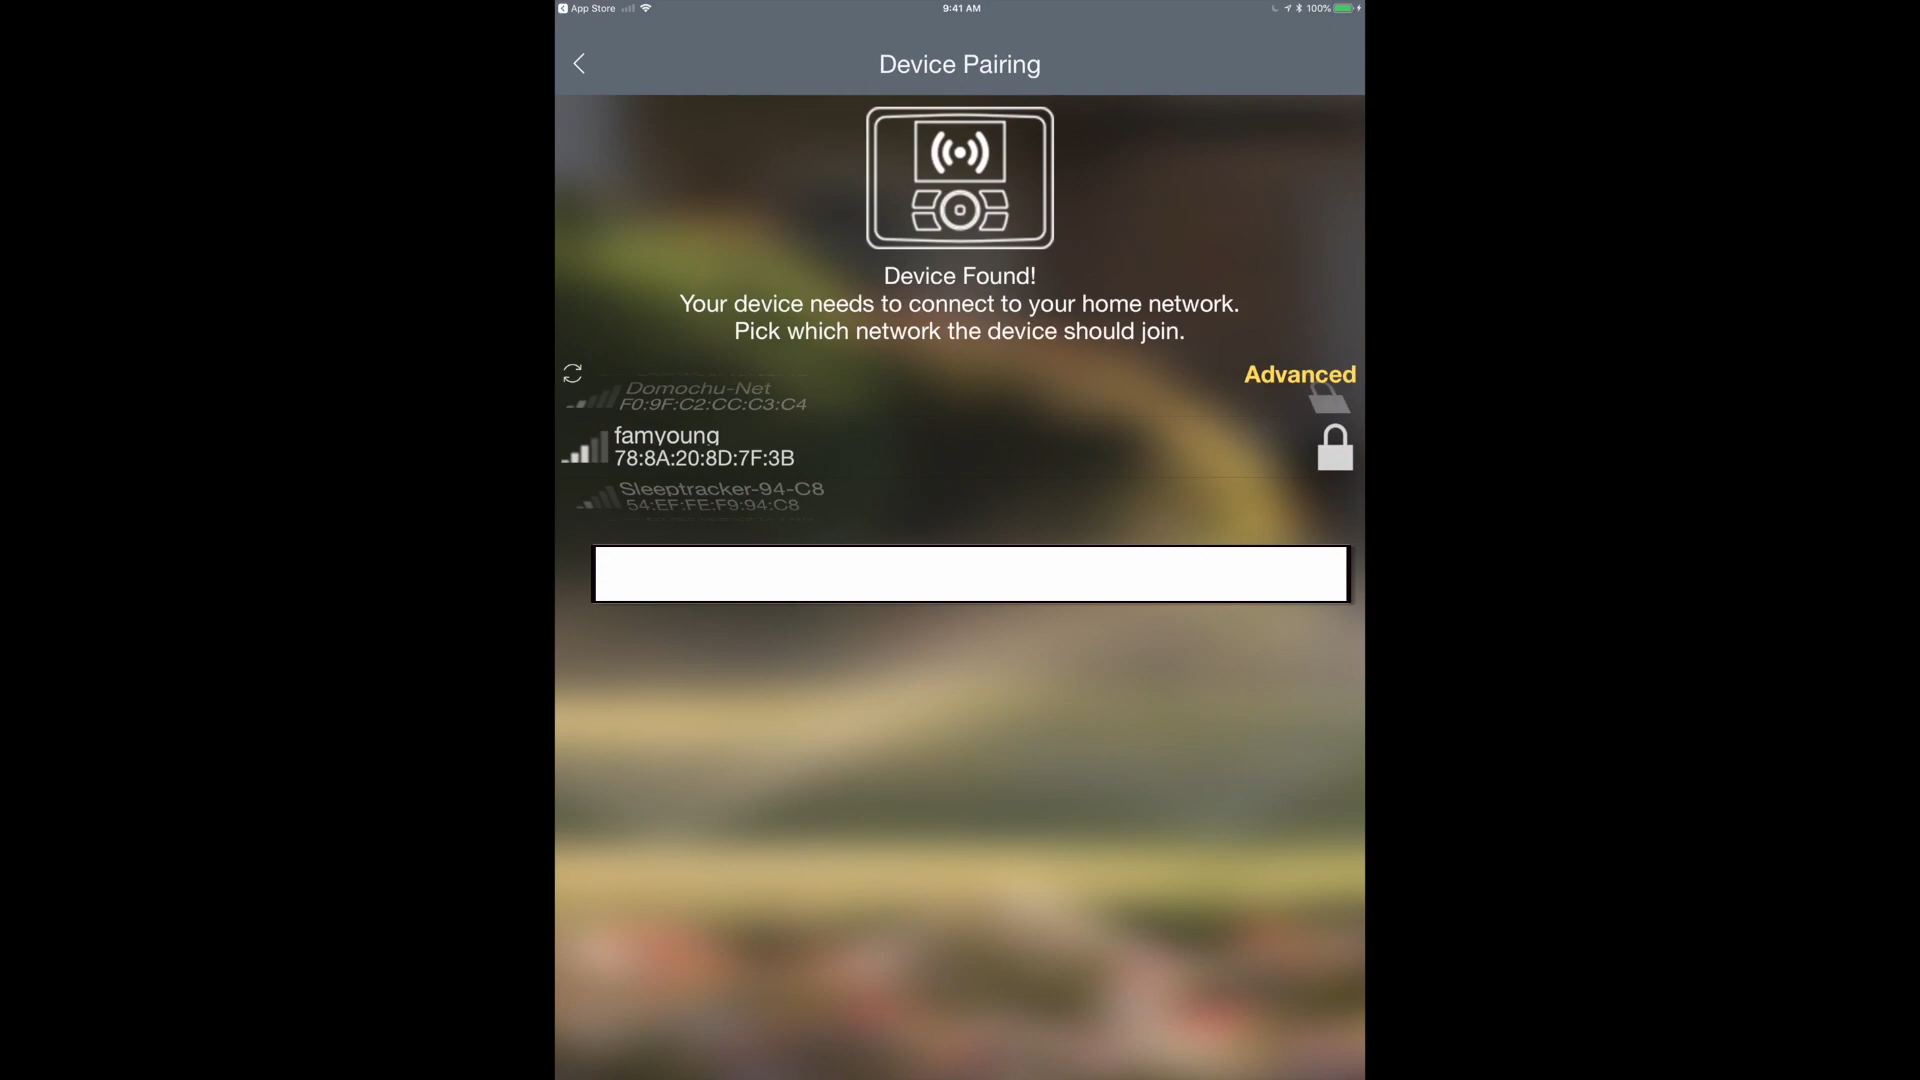 App Store
9:41 AM
100%
Device Pairing
Device Found!
Your device needs to connect to your home network.
Pick which network the device should join.
Advanced
Domochu-Net
F0:9F:C2:CC:C3:C4
famyoung
78:8A:20:8D:7F:3B
Sleeptracker-94-C8
54:EF:FE:F9:94:C8